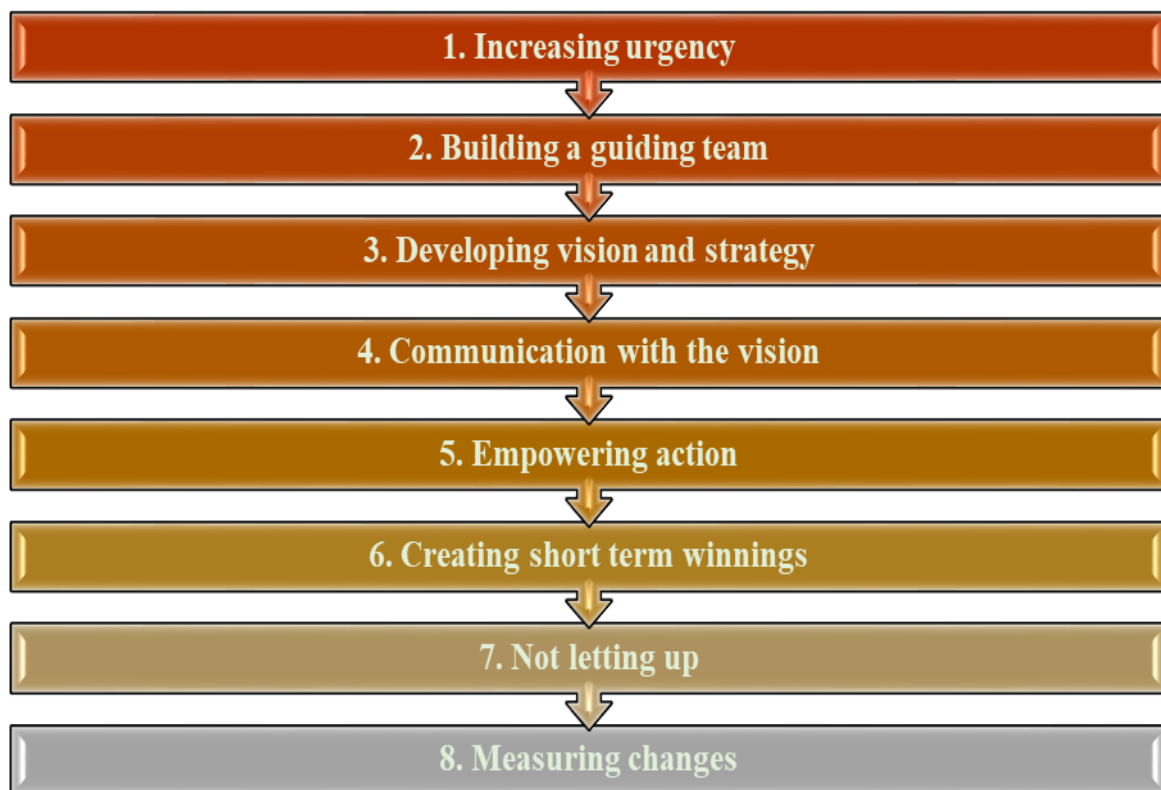 1. Increasing urgency
2. Building a guiding team
3. Developing vision and strategy
4. Communication with the vision
5. Empowering action
6. Creating short term winnings
7. Not letting up
8. Measuring changes